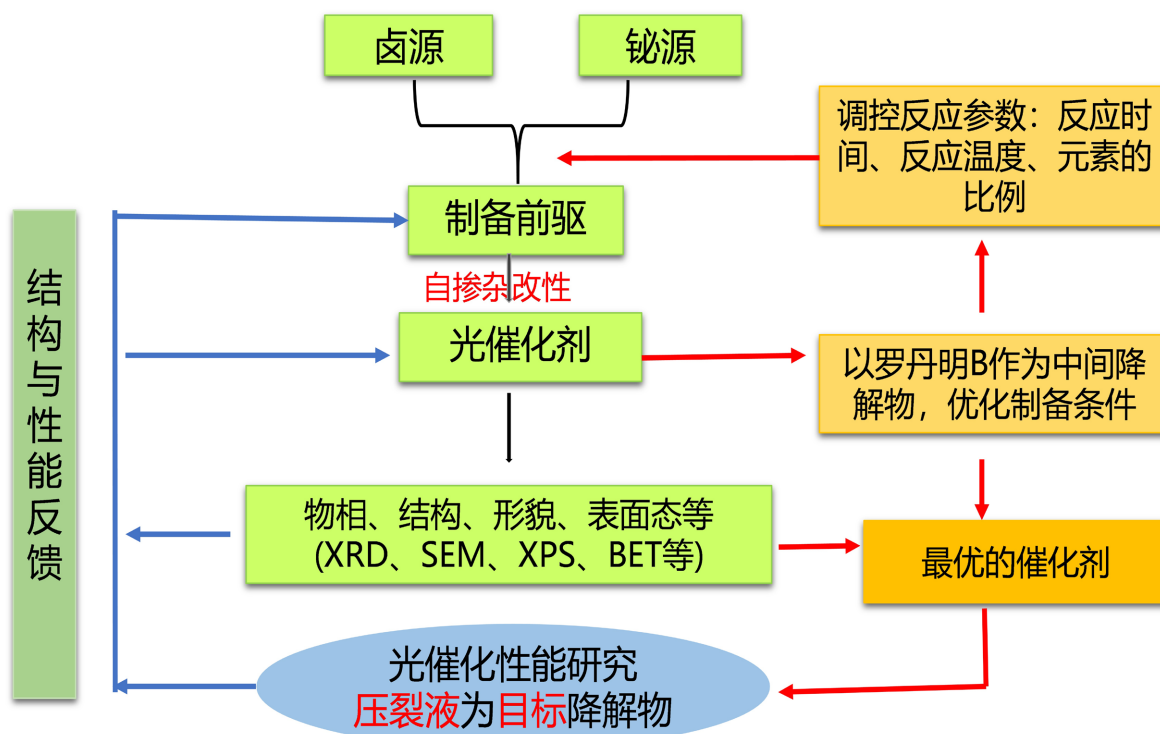 卤源
铋源
调控反应参数：反应时
间、反应温度、元素的
比例
制备前驱
自掺杂改性
光催化剂
以罗丹明B作为中间降
解物，优化制备条件
结构与性能反馈
物相、结构、形貌、表面态等
(XRD、SEM、XPS、BET等)
最优的催化剂
光催化性能研究
压裂液为目标降解物